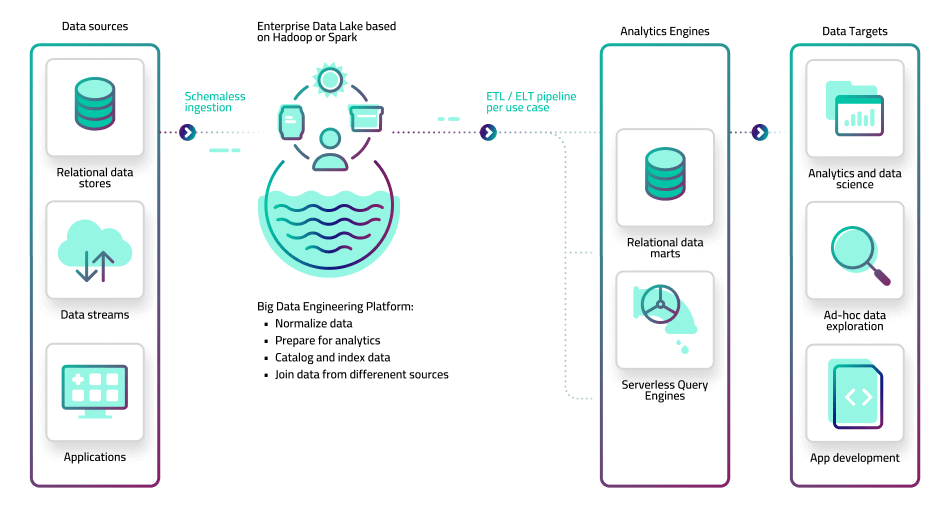 Data sources
Relational data
stores
Data streams
Applications
Schemaless
ingestion
Enterprise Data Lake based
on Hadoop or Spark
Big Data Engineering Platform:
▪ Normalize data
▪ Prepare for analytics
▪ Catalog and index data
▪ Join data from differenent sources
ETL / ELT pipeline
per use case
Analytics Engines
Relational data
marts
Serverless Query
Engines
Data Targets
Analytics and data
science
Ad-hoc data
exploration
App development